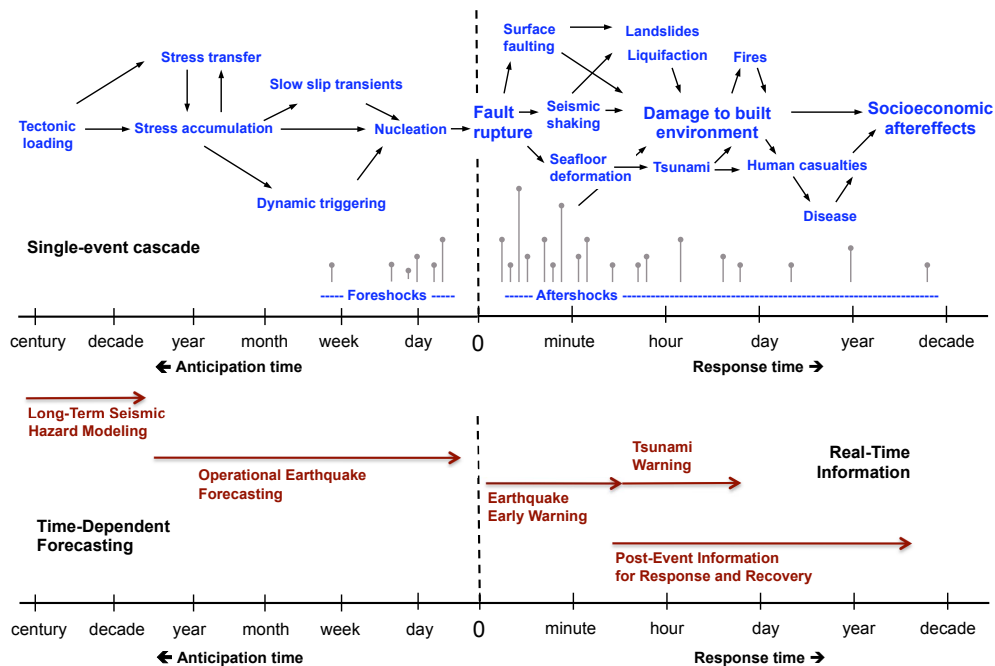 Surface
faulting
Landslides
Liquifaction
Fires
Stress transfer
Slow slip transients
Tectonic
loading
Stress accumulation
Nucleation
Fault
rupture
Seismic
shaking
Damage to built
environment
Socioeconomic
aftereffects
Seafloor
deformation
Tsunami
Human casualties
Dynamic triggering
Disease
Single-event cascade
----- Foreshocks -----
----- Aftershocks -----
century decade year month week day 0 minute hour day year decade
← Anticipation time
Response time →
Long-Term Seismic
Hazard Modeling
Operational Earthquake
Forecasting
Tsunami
Warning
Real-Time
Information
Earthquake
Early Warning
Time-Dependent
Forecasting
Post-Event Information
for Response and Recovery
century decade year month week day 0 minute hour day year decade
← Anticipation time
Response time →